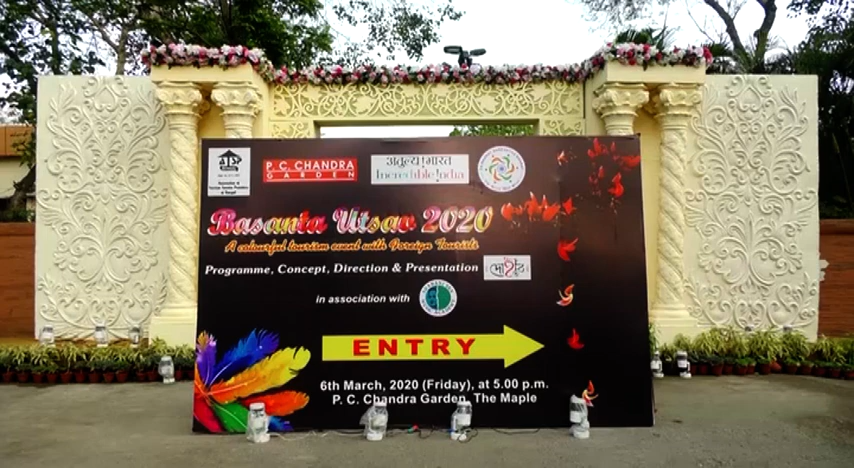 P. C. CHANDRA
GARDEN
अतुल्य!भारत
Incredible!ndia
Basanta Utsav 2020
A colourful tourism event with Foreign Tourists
Programme, Concept, Direction & Presentation
দোহার
in association with
ENTRY
6th March, 2020 (Friday), at 5.00 p.m.
P. C. Chandra Garden, The Maple